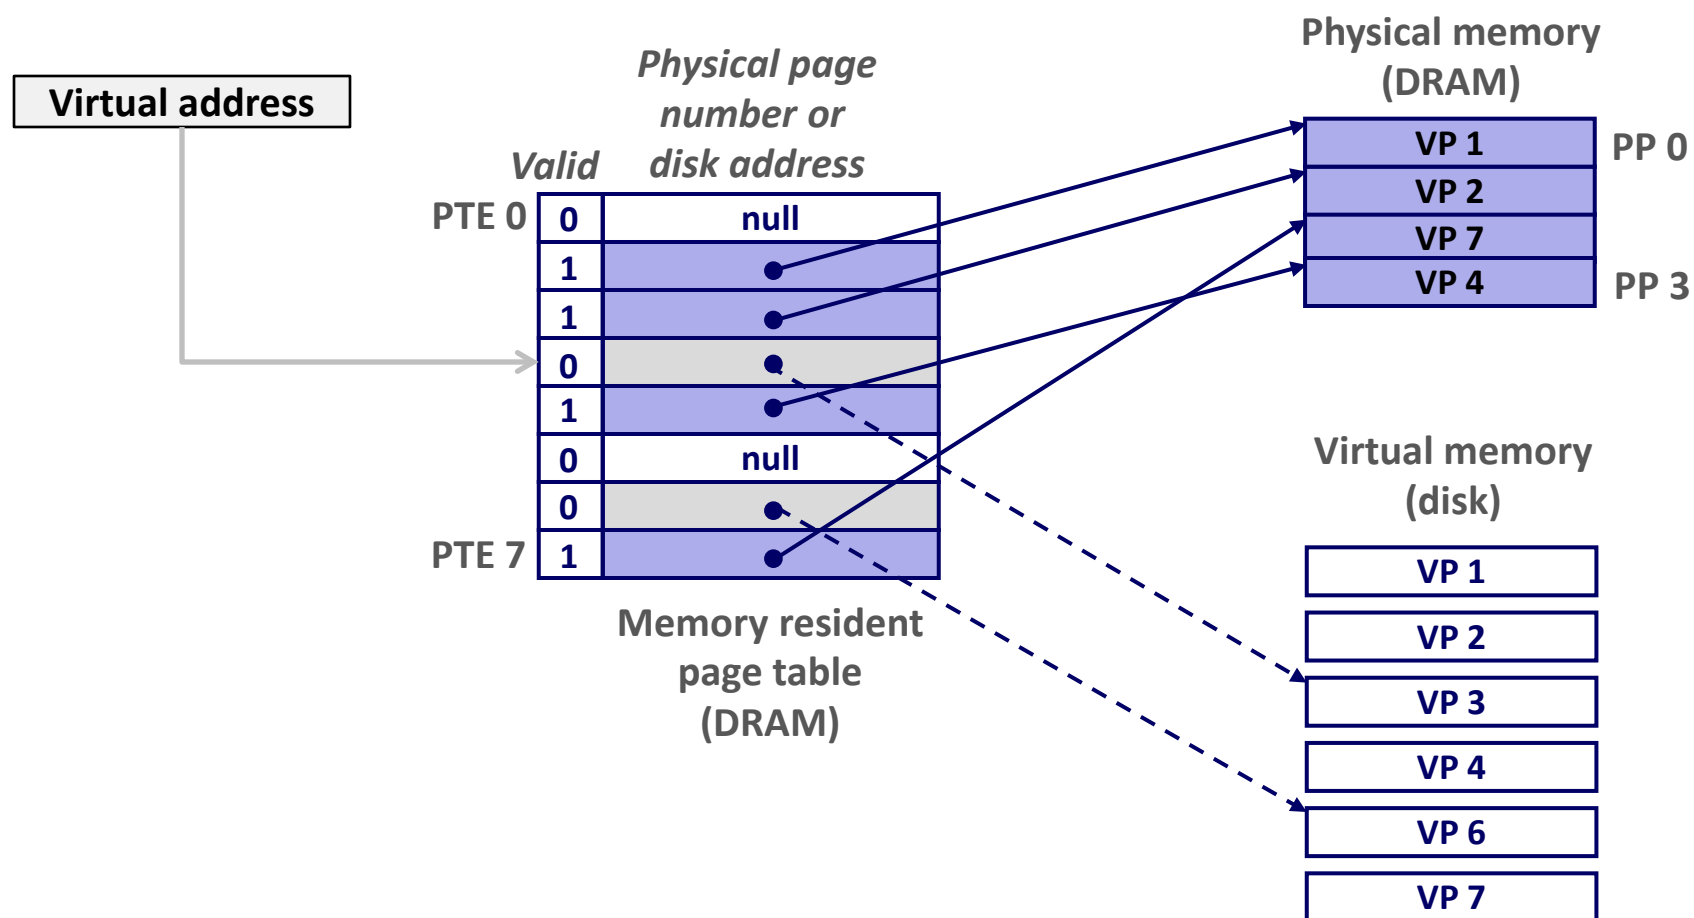 Virtual address
Physical page
number or
disk address
Valid
PTE 0
0 null
1
1
0
1
0 null
0
PTE 7 1
Memory resident
page table
(DRAM)
Physical memory
(DRAM)
VP 1 PP 0
VP 2
VP 7
VP 4 PP 3
Virtual memory
(disk)
VP 1
VP 2
VP 3
VP 4
VP 6
VP 7